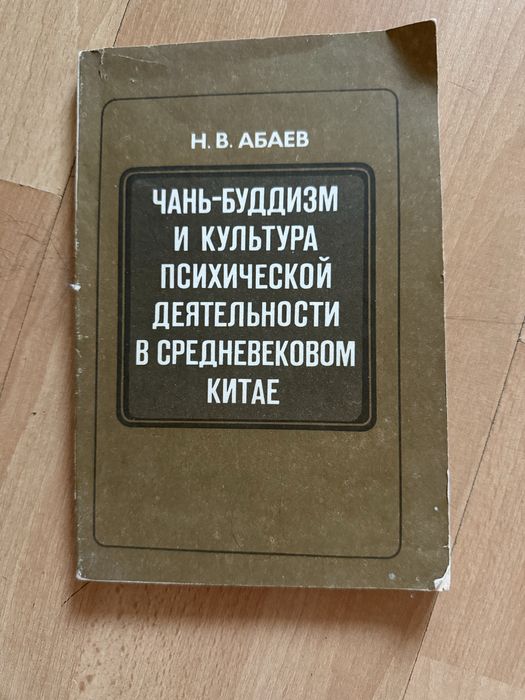 Н. В. АБАЕВ
ЧАНЬ-БУДДИЗМ
И КУЛЬТУРА
ПСИХИЧЕСКОЙ
ДЕЯТЕЛЬНОСТИ
В СРЕДНЕВЕКОВОМ
КИТАЕ